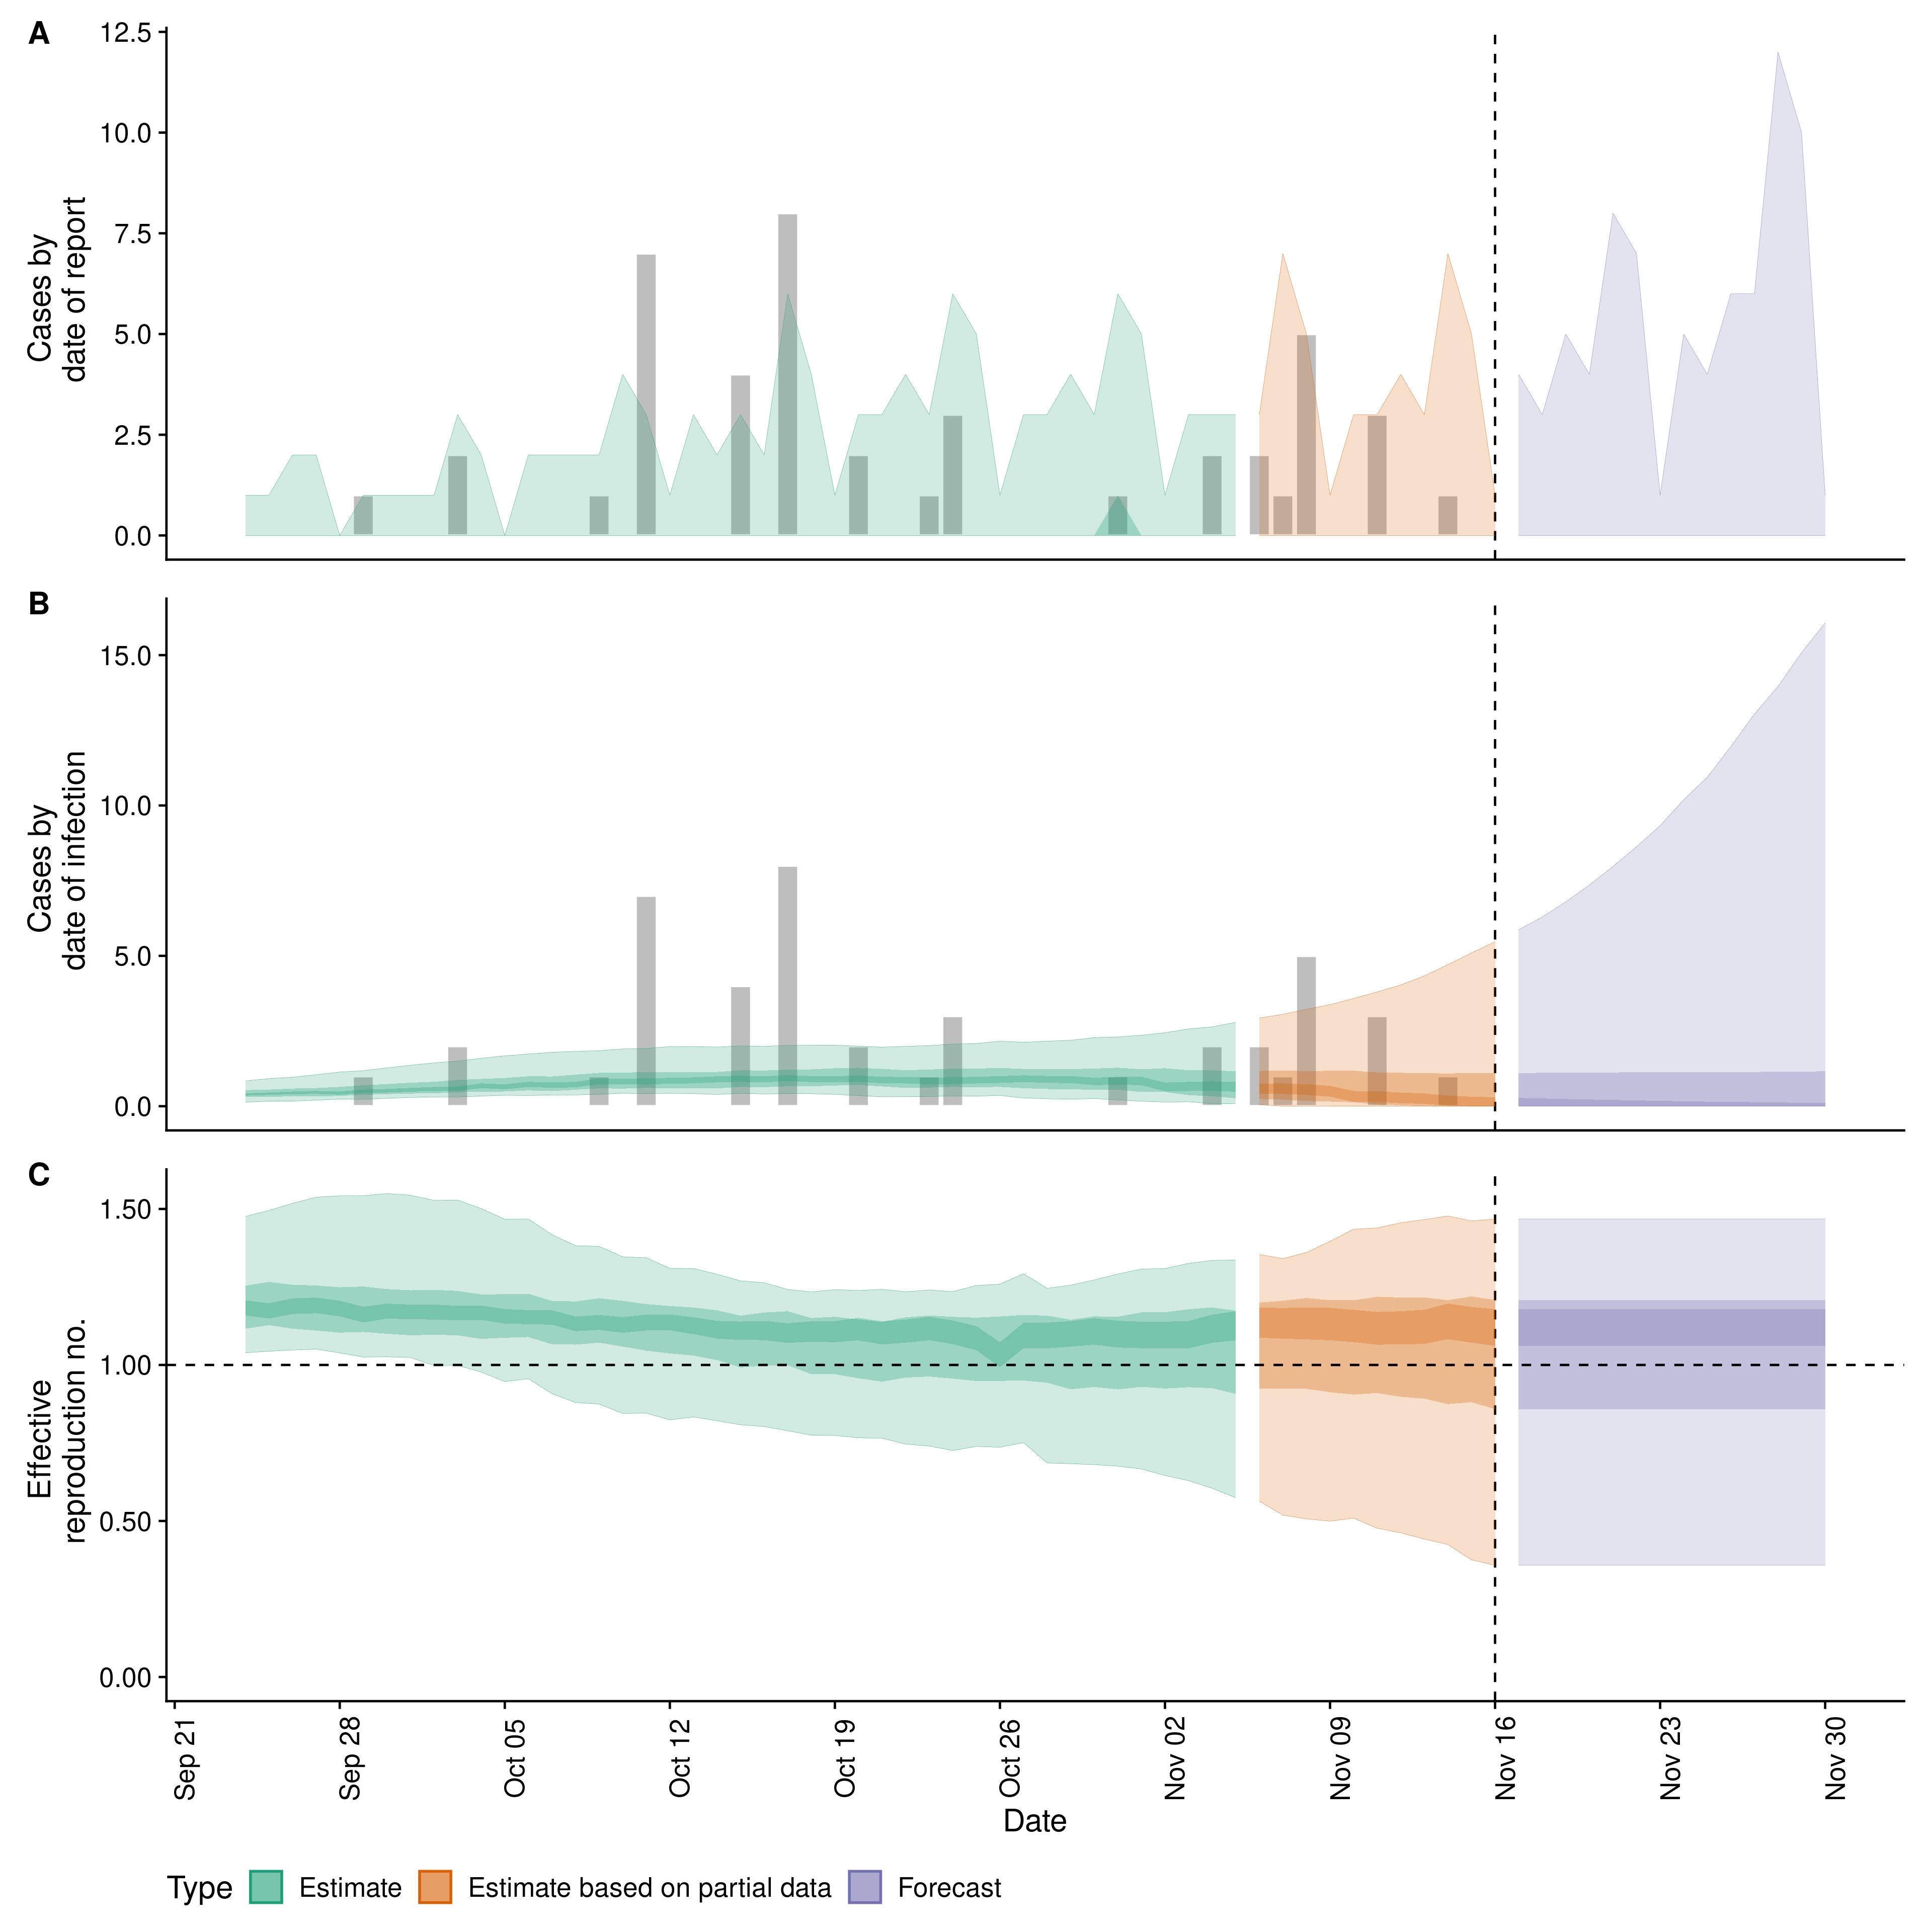 A
Cases by
date of report
12.5
10.0
7.5
5.0
2.5
0.0
B
Cases by
date of infection
15.0
10.0
5.0
0.0
C
Effective
reproduction no.
1.50
1.00
0.50
0.00
Sep 21
Sep 28
Oct 05
Oct 12
Oct 19
Oct 26
Nov 02
Nov 09
Nov 16
Nov 23
Nov 30
Date
Type Estimate Estimate based on partial data Forecast